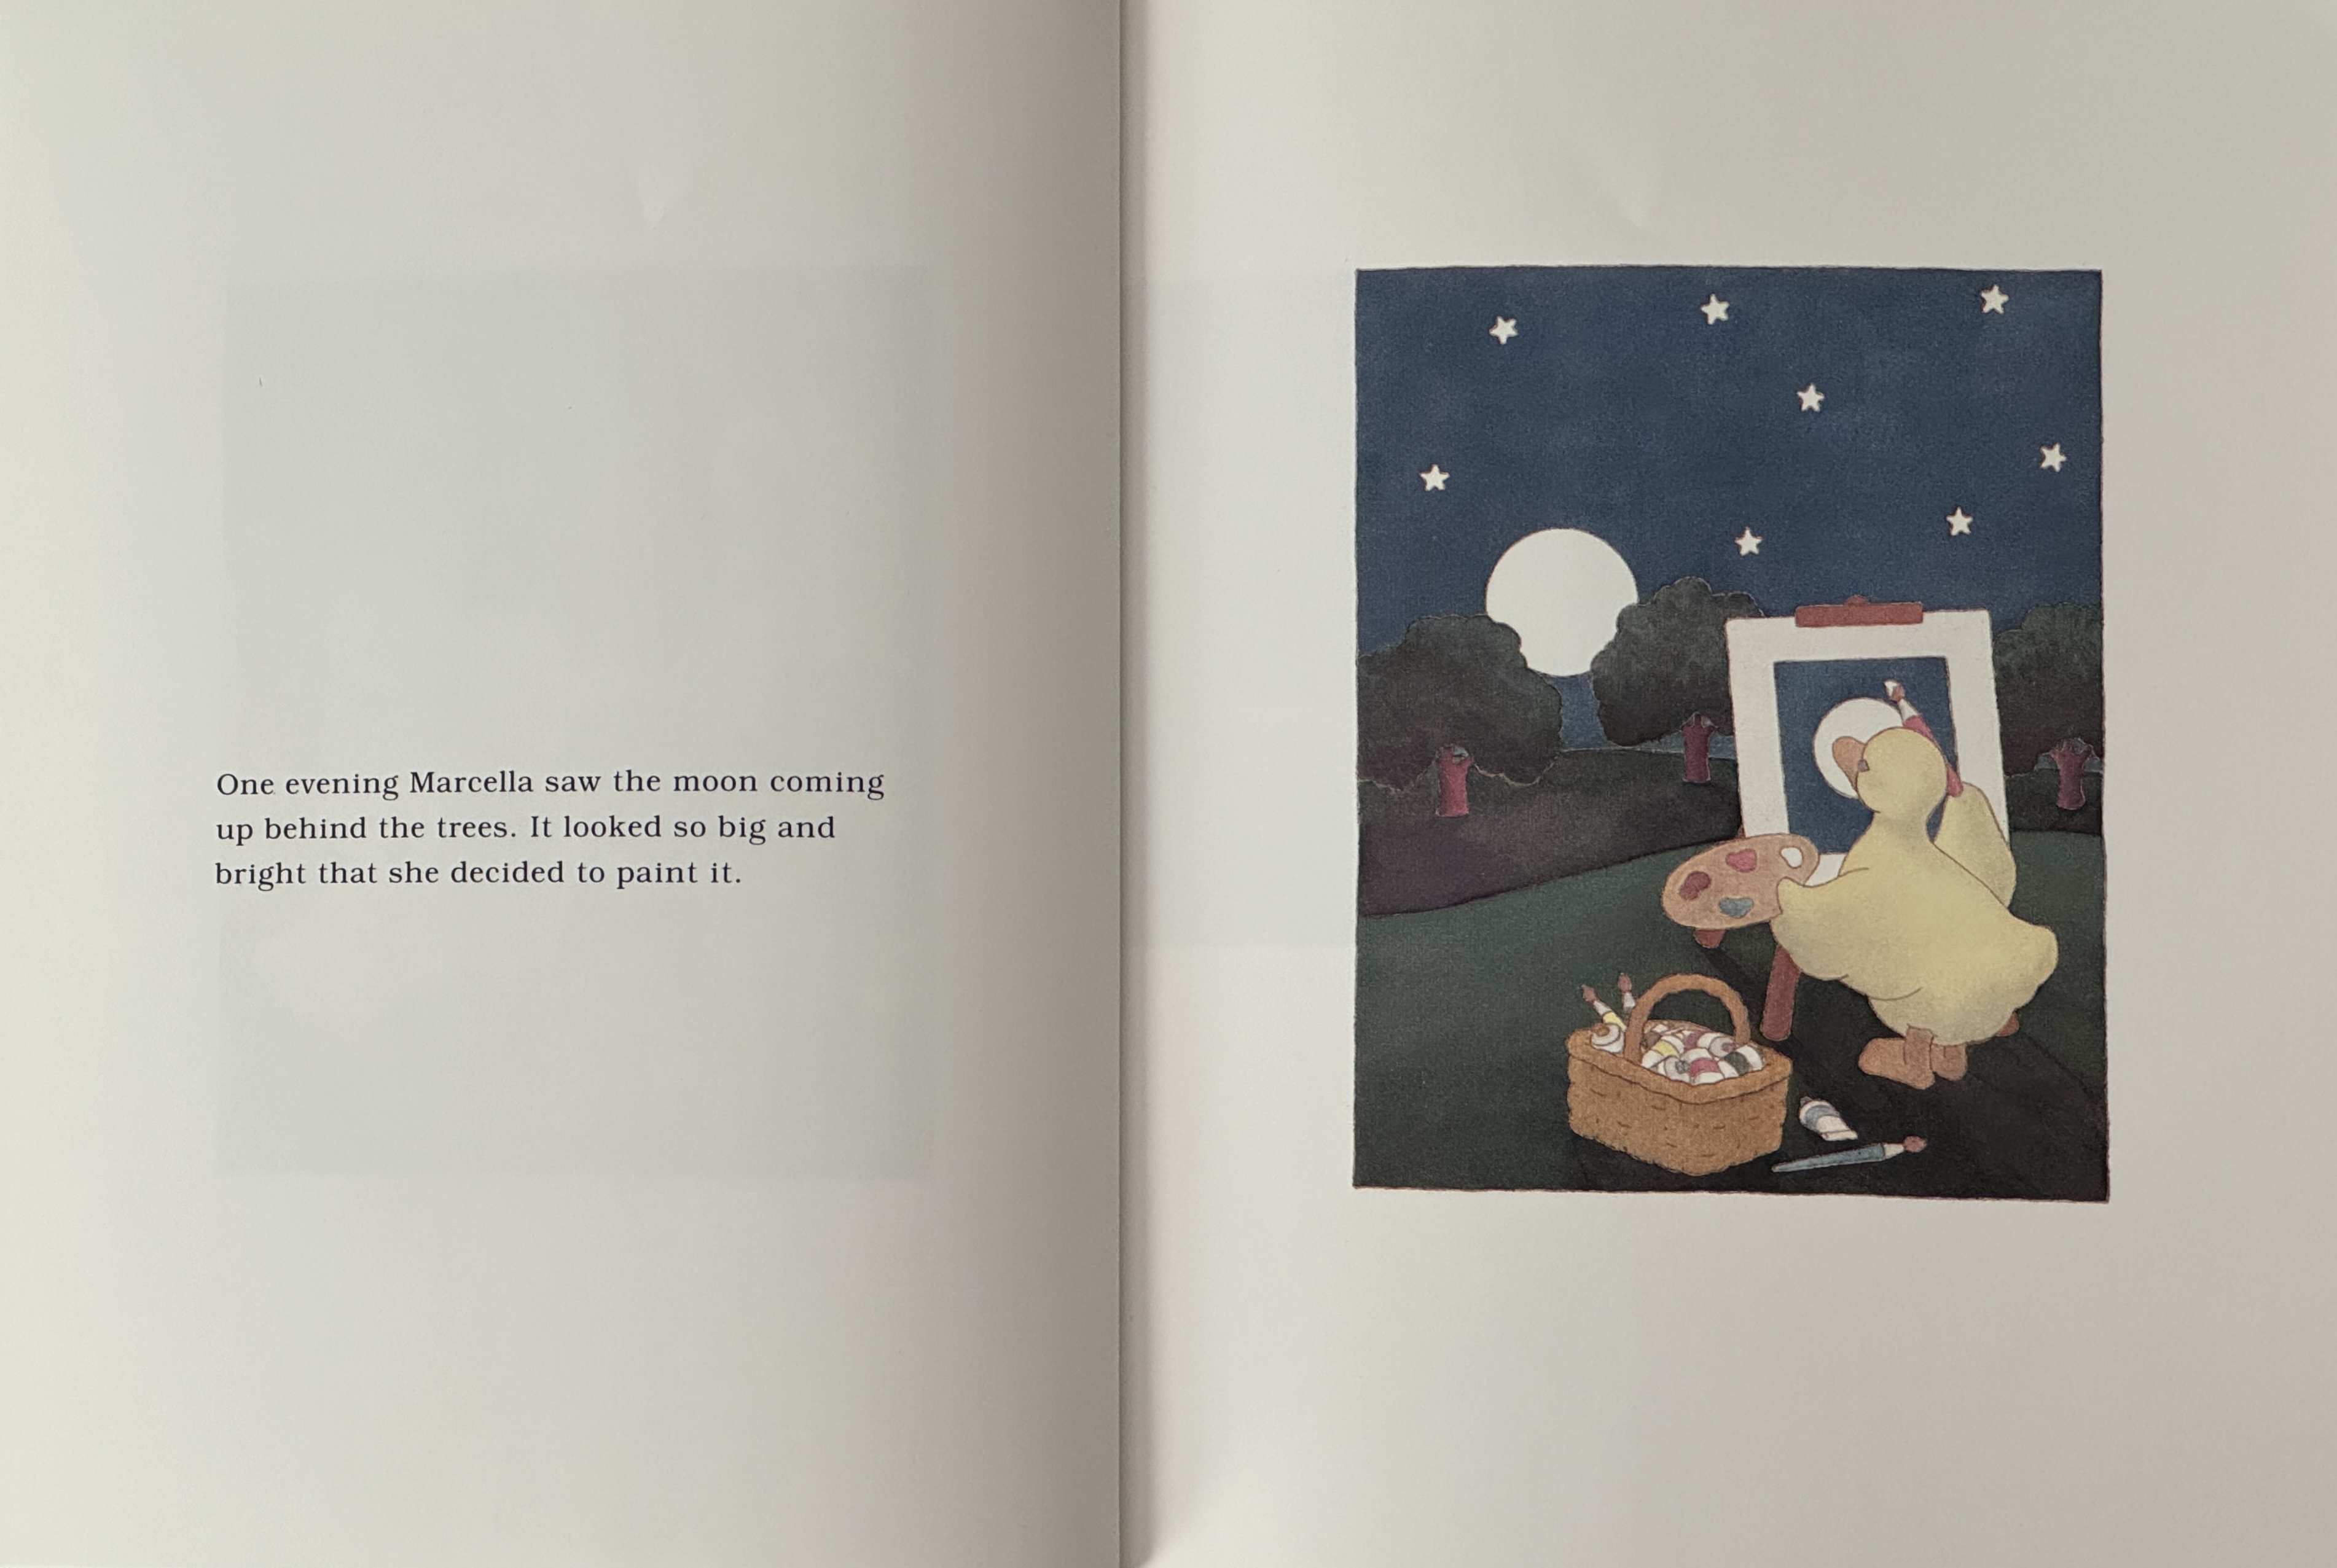 One evening Marcella saw the moon coming
up behind the trees. It looked so big and
bright that she decided to paint it.